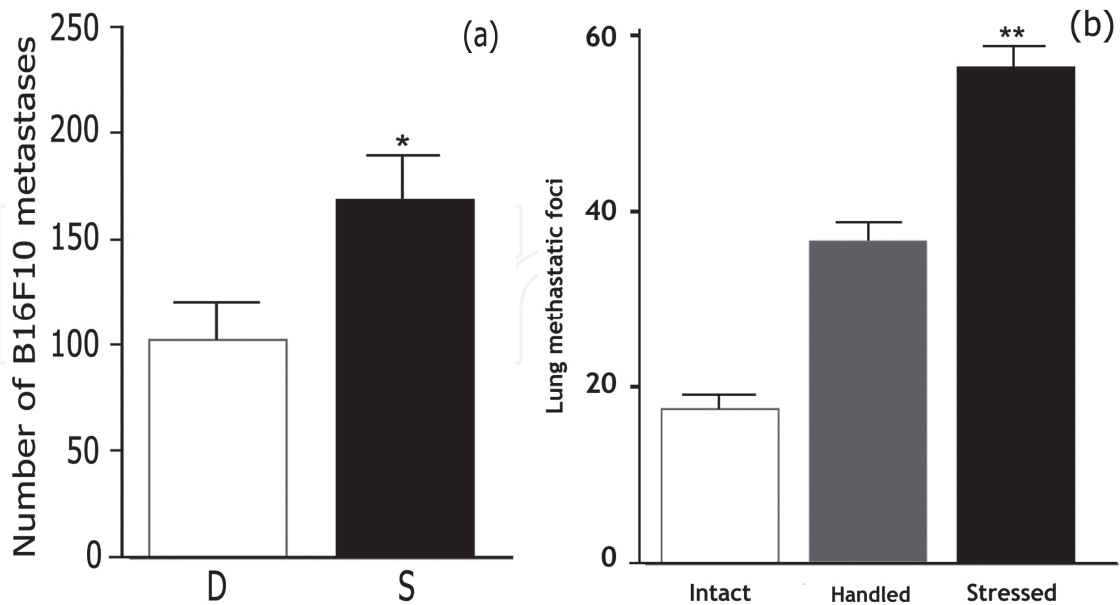 (a)
Number of B16F10 metastases
250
200
150
100
50
0
*
D
S
(b)
Lung methastatic foci
60
40
20
0
**
Intact
Handled
Stressed